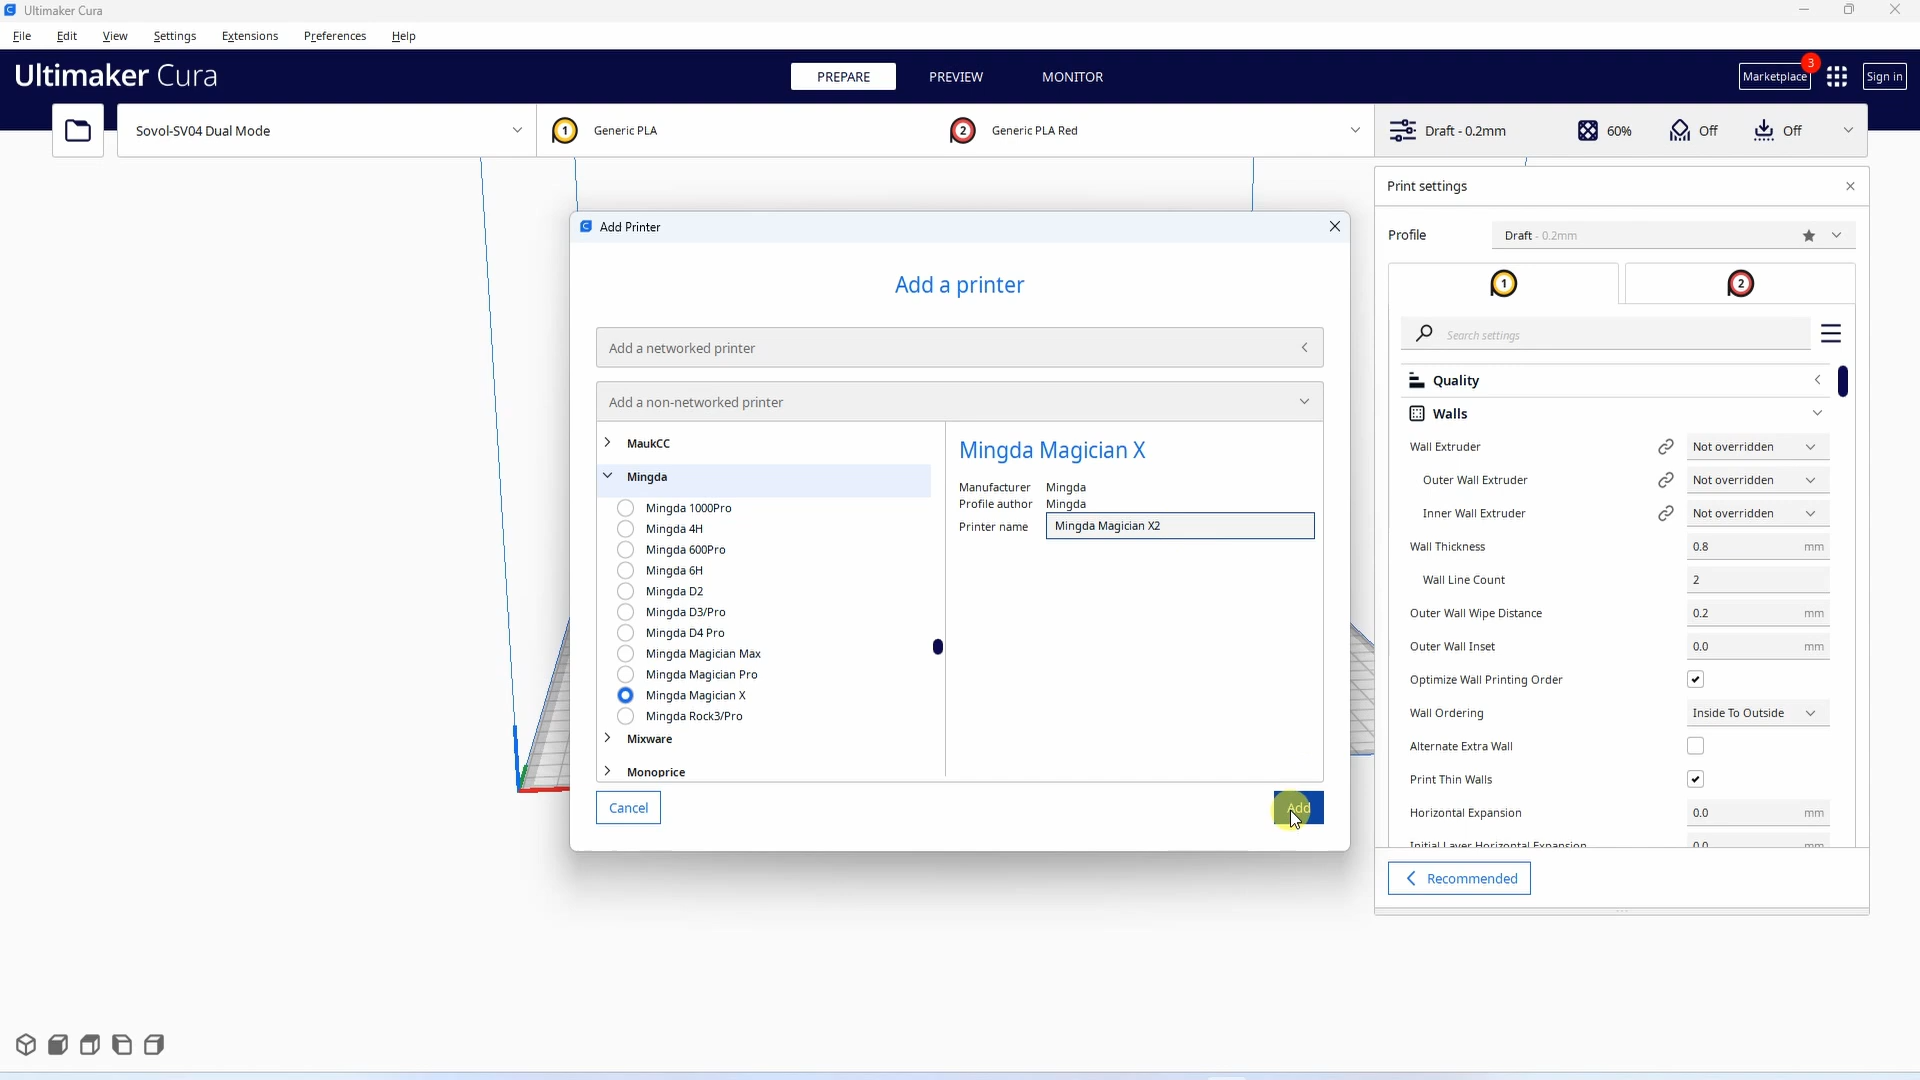 Ultimaker Cura
File Edit View Settings Extensions Preferences Help
Ultimaker Cura
PREPARE PREVIEW MONITOR
Marketplace 3 Sign in
Sovol-SV04 Dual Mode
1 Generic PLA
2 Generic PLA Red
Draft - 0.2mm 60% Off Off
Print settings
Profile Draft - 0.2mm
1 2
Search settings
Quality
Walls
Wall Extruder Not overridden
Outer Wall Extruder Not overridden
Inner Wall Extruder Not overridden
Wall Thickness 0.8 mm
Wall Line Count 2
Outer Wall Wipe Distance 0.2 mm
Outer Wall Inset 0.0 mm
Optimize Wall Printing Order
Wall Ordering Inside To Outside
Alternate Extra Wall
Print Thin Walls
Horizontal Expansion 0.0 mm
Initial Layer Horizontal Expansion 0.0 mm
Recommended
Add Printer
Add a printer
Add a networked printer
Add a non-networked printer
MaukCC
Mingda
Mingda 1000Pro
Mingda 4H
Mingda 600Pro
Mingda 6H
Mingda D2
Mingda D3/Pro
Mingda D4 Pro
Mingda Magician Max
Mingda Magician Pro
Mingda Magician X
Mingda Rock3/Pro
Mixware
Monoprice
Mingda Magician X
Manufacturer Mingda
Profile author Mingda
Printer name Mingda Magician X2
Cancel
Add